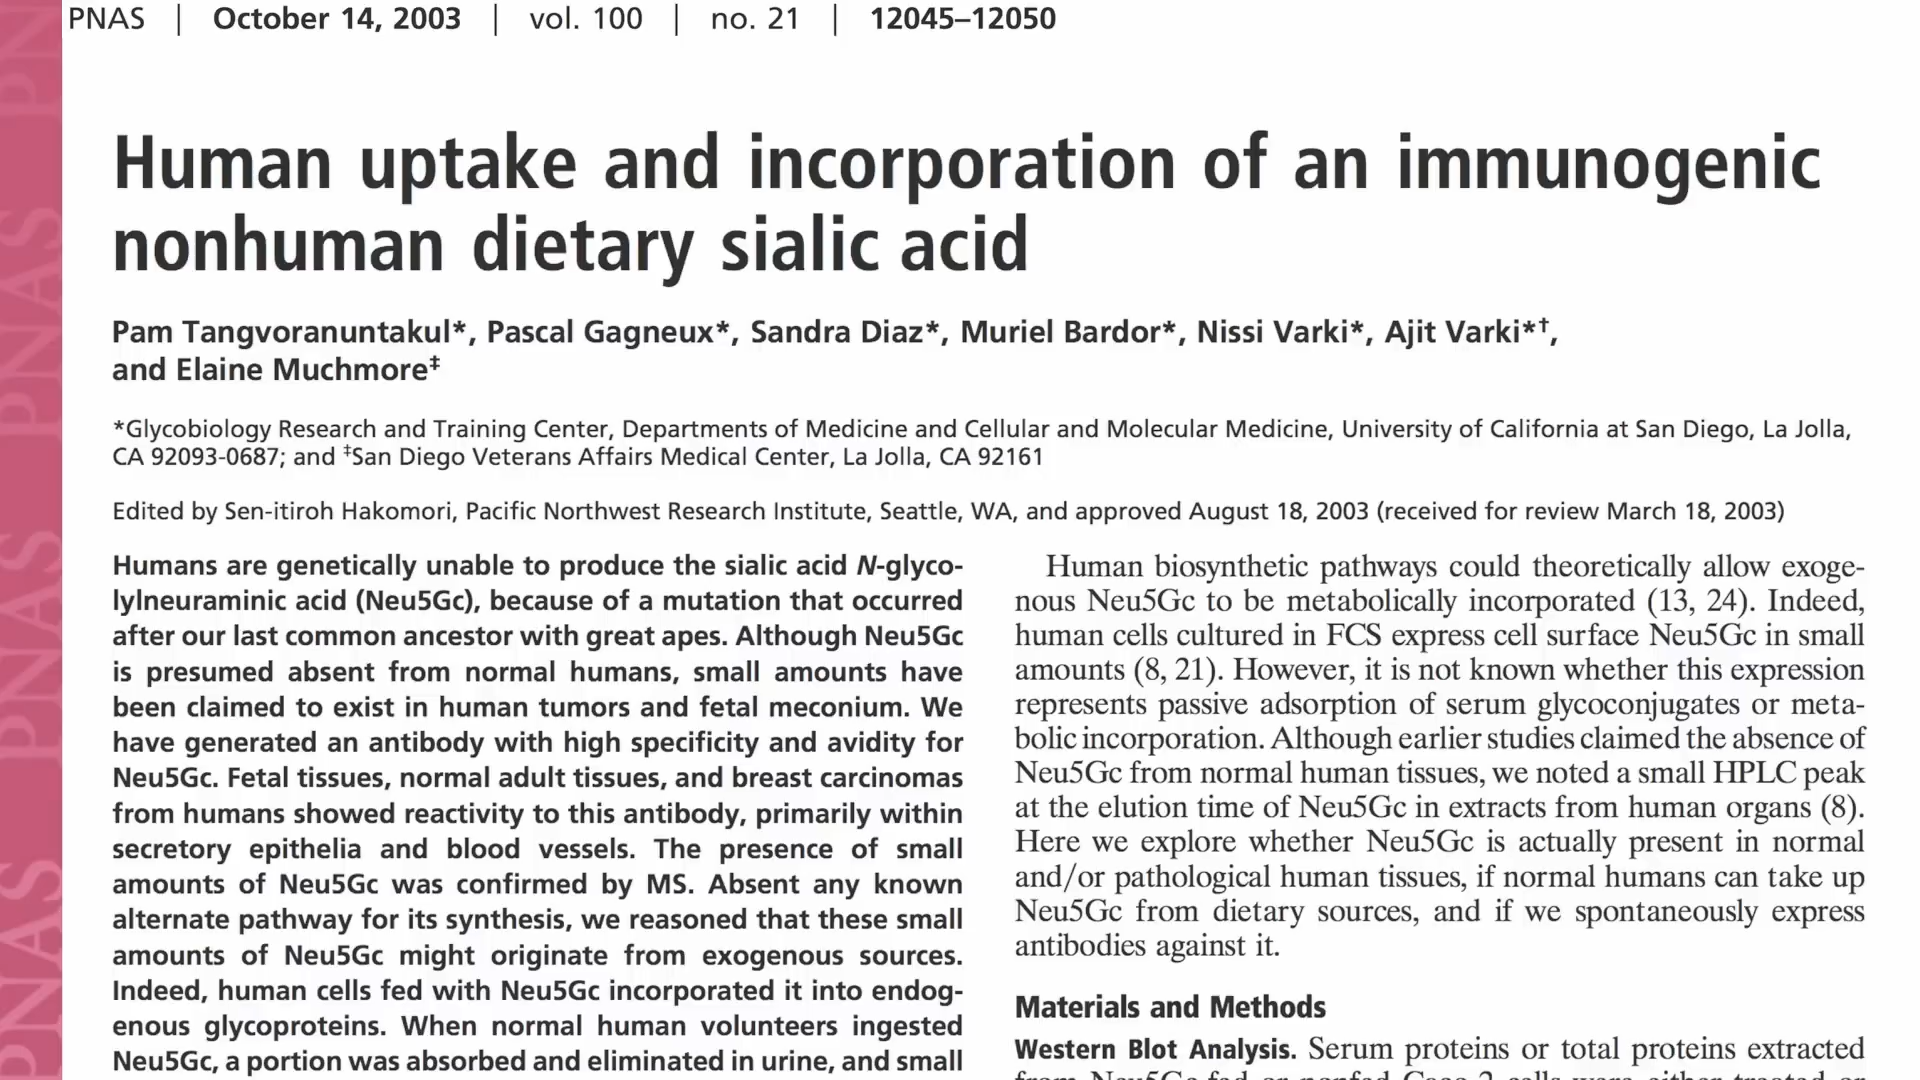 PNAS | October 14, 2003 | vol. 100 | no. 21 | 12045–12050
Human uptake and incorporation of an immunogenic
nonhuman dietary sialic acid
Pam Tangvoranuntakul*, Pascal Gagneux*, Sandra Diaz*, Muriel Bardor*, Nissi Varki*, Ajit Varki*†,
and Elaine Muchmore‡
*Glycobiology Research and Training Center, Departments of Medicine and Cellular and Molecular Medicine, University of California at San Diego, La Jolla,
CA 92093-0687; and ‡San Diego Veterans Affairs Medical Center, La Jolla, CA 92161
Edited by Sen-itiroh Hakomori, Pacific Northwest Research Institute, Seattle, WA, and approved August 18, 2003 (received for review March 18, 2003)
Humans are genetically unable to produce the sialic acid N-glyco-
lylneuraminic acid (Neu5Gc), because of a mutation that occurred
after our last common ancestor with great apes. Although Neu5Gc
is presumed absent from normal humans, small amounts have
been claimed to exist in human tumors and fetal meconium. We
have generated an antibody with high specificity and avidity for
Neu5Gc. Fetal tissues, normal adult tissues, and breast carcinomas
from humans showed reactivity to this antibody, primarily within
secretory epithelia and blood vessels. The presence of small
amounts of Neu5Gc was confirmed by MS. Absent any known
alternate pathway for its synthesis, we reasoned that these small
amounts of Neu5Gc might originate from exogenous sources.
Indeed, human cells fed with Neu5Gc incorporated it into endog-
enous glycoproteins. When normal human volunteers ingested
Neu5Gc, a portion was absorbed and eliminated in urine, and small
Human biosynthetic pathways could theoretically allow exoge-
nous Neu5Gc to be metabolically incorporated (13, 24). Indeed,
human cells cultured in FCS express cell surface Neu5Gc in small
amounts (8, 21). However, it is not known whether this expression
represents passive adsorption of serum glycoconjugates or meta-
bolic incorporation. Although earlier studies claimed the absence of
Neu5Gc from normal human tissues, we noted a small HPLC peak
at the elution time of Neu5Gc in extracts from human organs (8).
Here we explore whether Neu5Gc is actually present in normal
and/or pathological human tissues, if normal humans can take up
Neu5Gc from dietary sources, and if we spontaneously express
antibodies against it.
Materials and Methods
Western Blot Analysis. Serum proteins or total proteins extracted
from Neu5Gc-fed or nonfed Caco-2 cells were either treated or
PNAS
PNAS
PNAS
PNAS